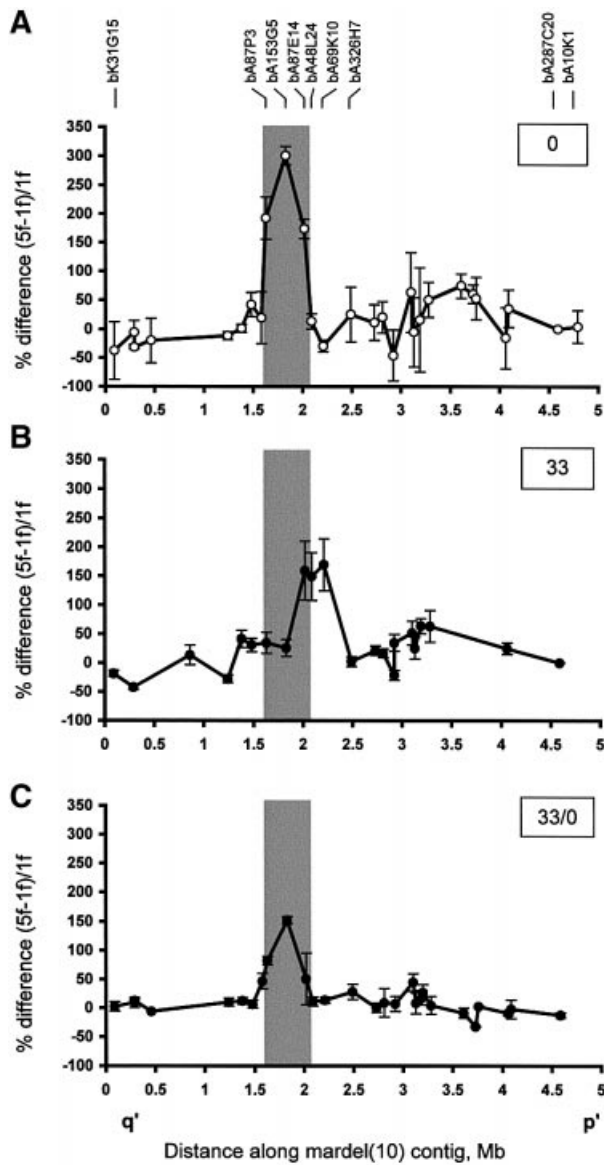 A
bK31G15 bA87P3 bA153G5 bA87E14 bA48L24 bA69K10 bA326H7 bA287C20 bA10K1
% difference (5f-1f)/1f
350
300
250
200
150
100
50
0
-50
-100
0
0 0.5 1 1.5 2 2.5 3 3.5 4 4.5 5
B
% difference (5f-1f)/1f
350
300
250
200
150
100
50
0
-50
-100
33
0 0.5 1 1.5 2 2.5 3 3.5 4 4.5 5
C
% difference (5f-1f)/1f
350
300
250
200
150
100
50
0
-50
-100
33/0
0 0.5 1 1.5 2 2.5 3 3.5 4 4.5 5
q' p'
Distance along mardel(10) contig, Mb